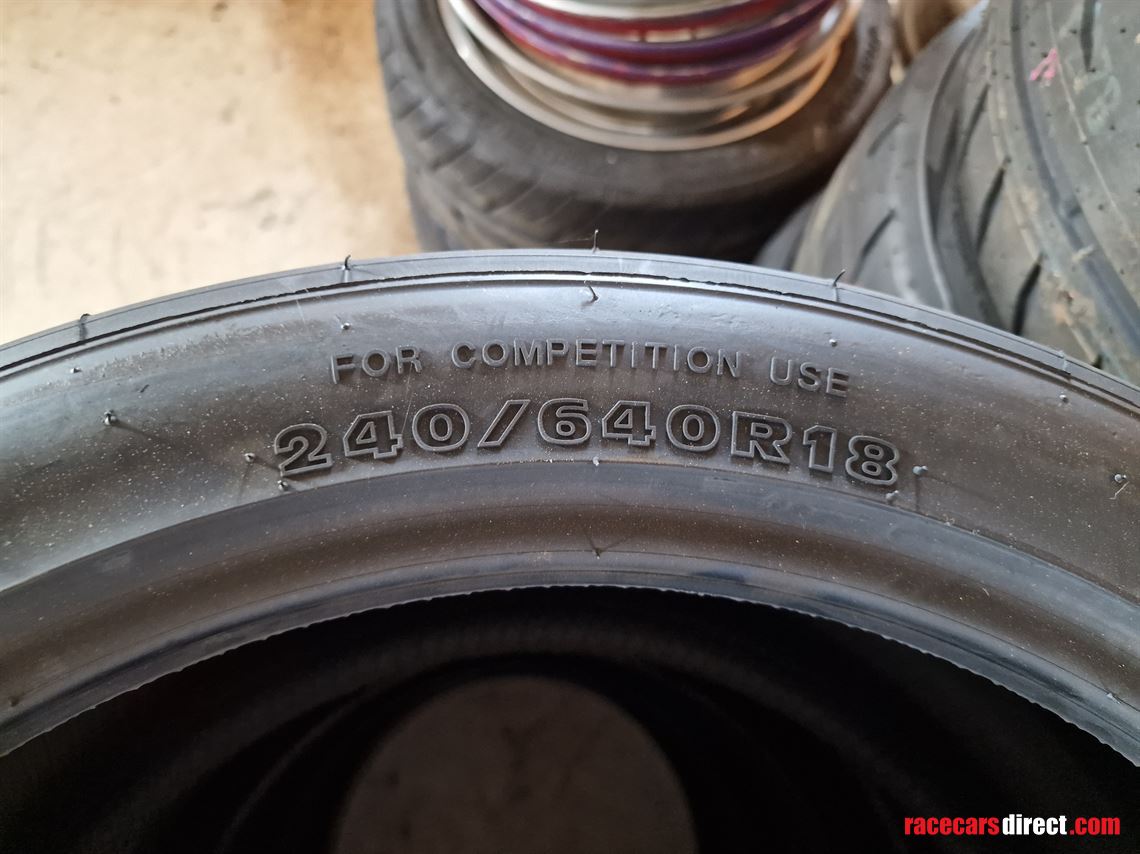 FOR COMPETITION USE
240/640R18
racecarsdirect.com